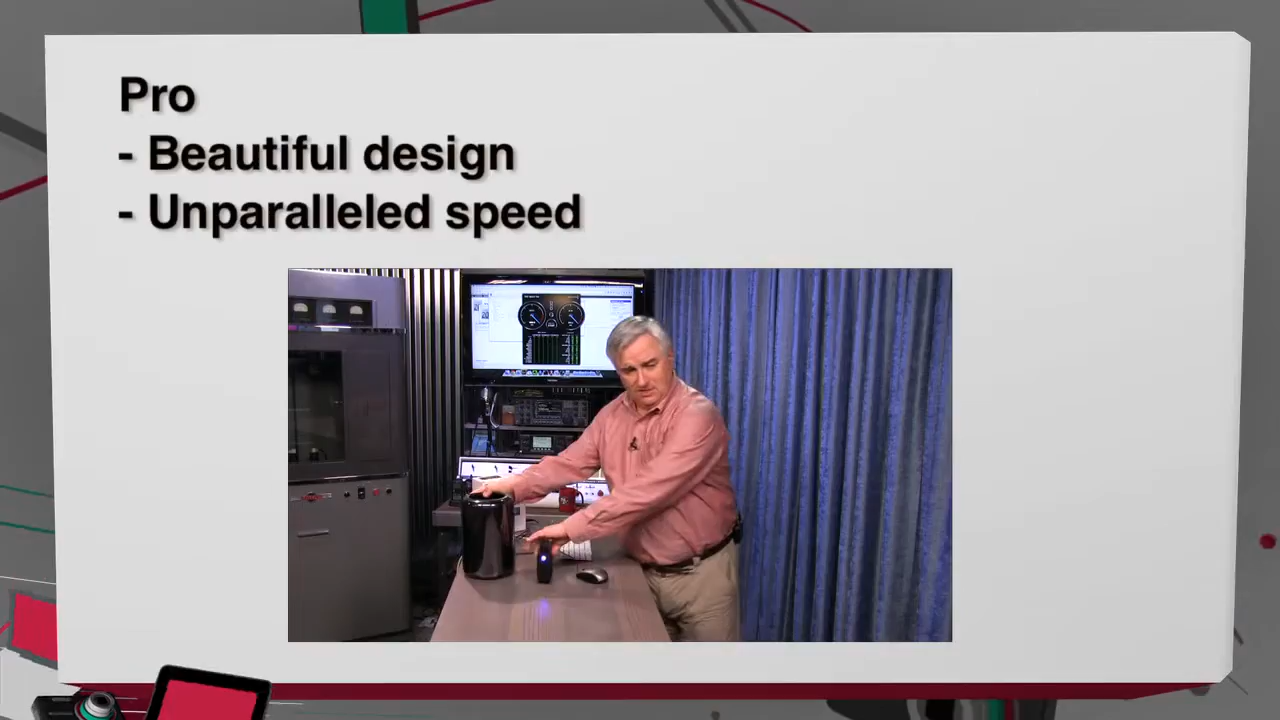 Pro
- Beautiful design
- Unparalleled speed